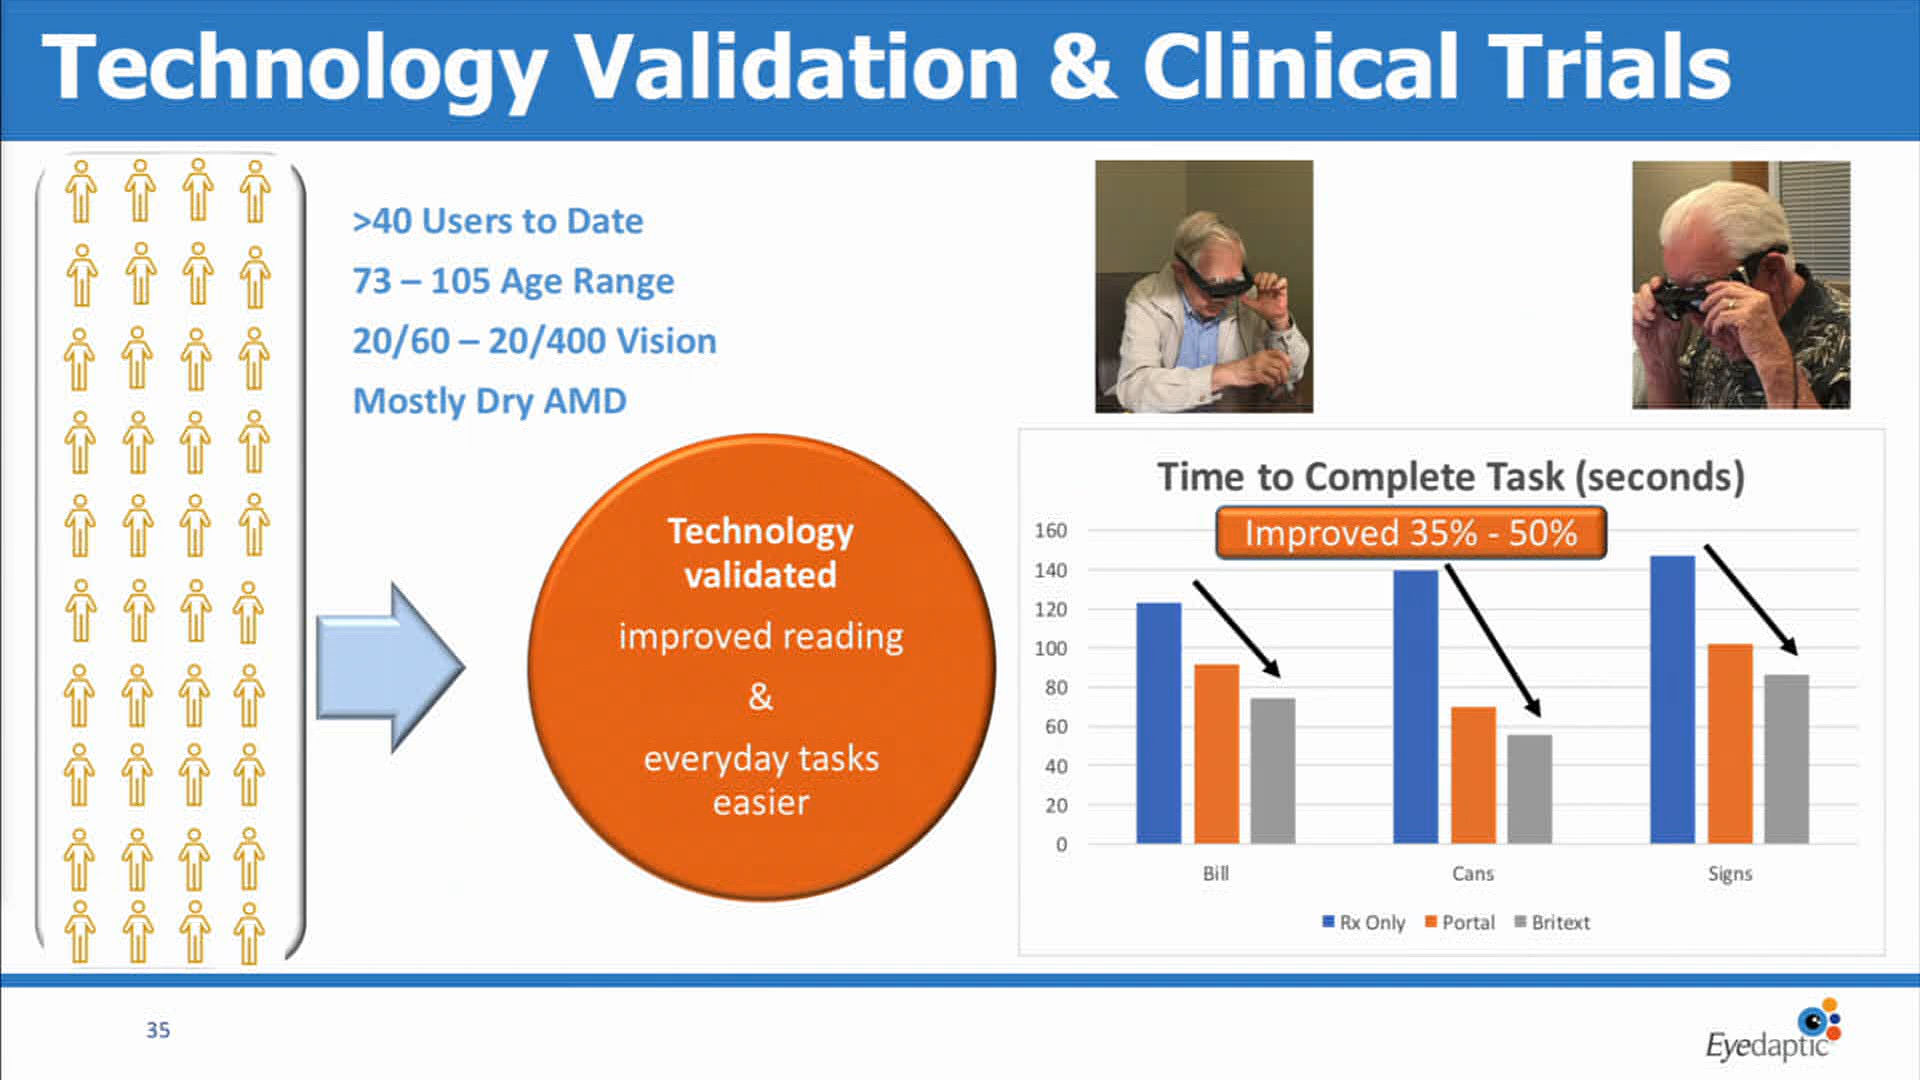 Technology Validation & Clinical Trials
>40 Users to Date
73 – 105 Age Range
20/60 – 20/400 Vision
Mostly Dry AMD
Technology
validated
improved reading
&
everyday tasks
easier
Time to Complete Task (seconds)
Improved 35% - 50%
160
140
120
100
80
60
40
20
0
Bill
Cans
Signs
Rx Only
Portal
Britext
35
Eyedaptic